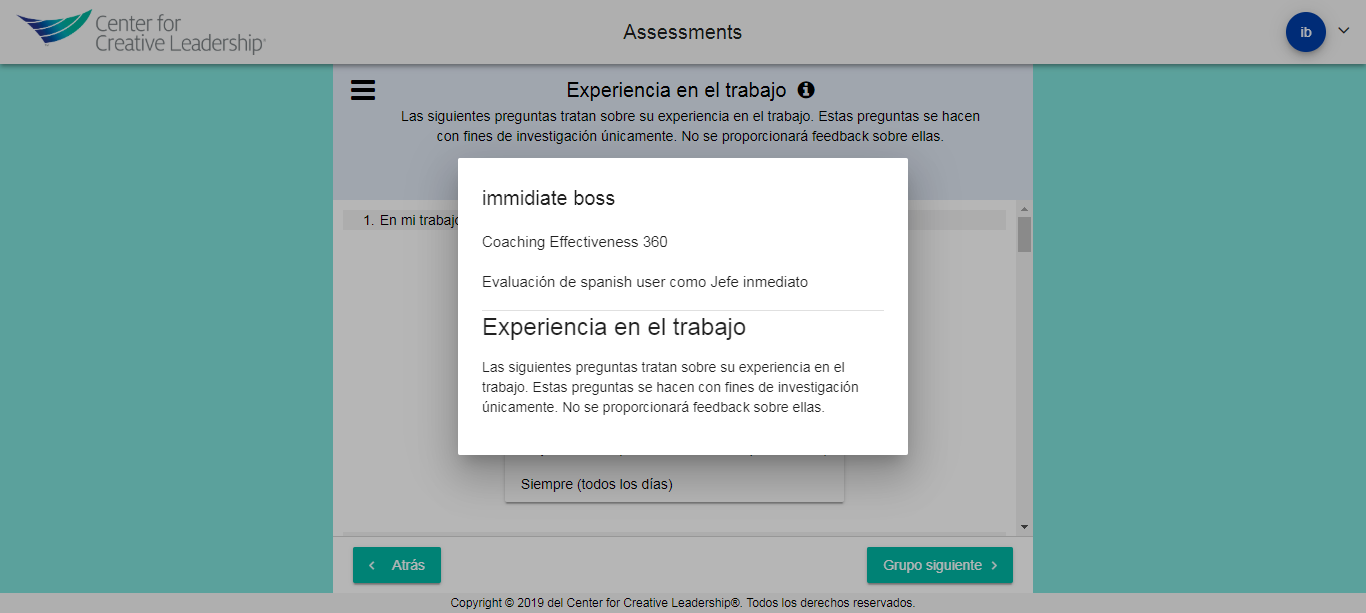 Center for
Creative Leadership®
Assessments
ib
Experiencia en el trabajo
Las siguientes preguntas tratan sobre su experiencia en el trabajo. Estas preguntas se hacen
con fines de investigación únicamente. No se proporcionará feedback sobre ellas.
1. En mi trabajo
immidiate boss
Coaching Effectiveness 360
Evaluación de spanish user como Jefe inmediato
Experiencia en el trabajo
Las siguientes preguntas tratan sobre su experiencia en el
trabajo. Estas preguntas se hacen con fines de investigación
únicamente. No se proporcionará feedback sobre ellas.
Siempre (todos los días)
Atrás
Grupo siguiente
Copyright © 2019 del Center for Creative Leadership®. Todos los derechos reservados.